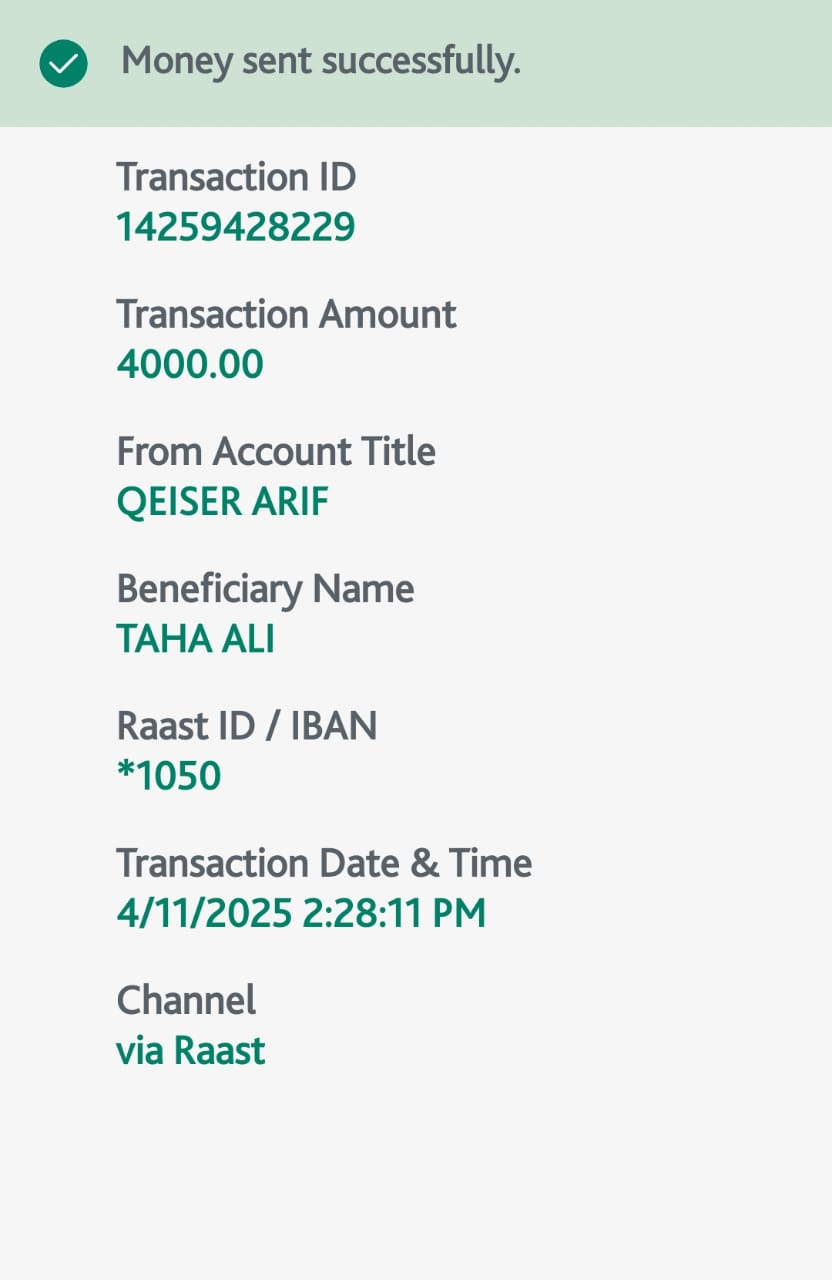 Money sent successfully.
Transaction ID
14259428229
Transaction Amount
4000.00
From Account Title
QEISER ARIF
Beneficiary Name
TAHA ALI
Raast ID / IBAN
*1050
Transaction Date & Time
4/11/2025 2:28:11 PM
Channel
via Raast